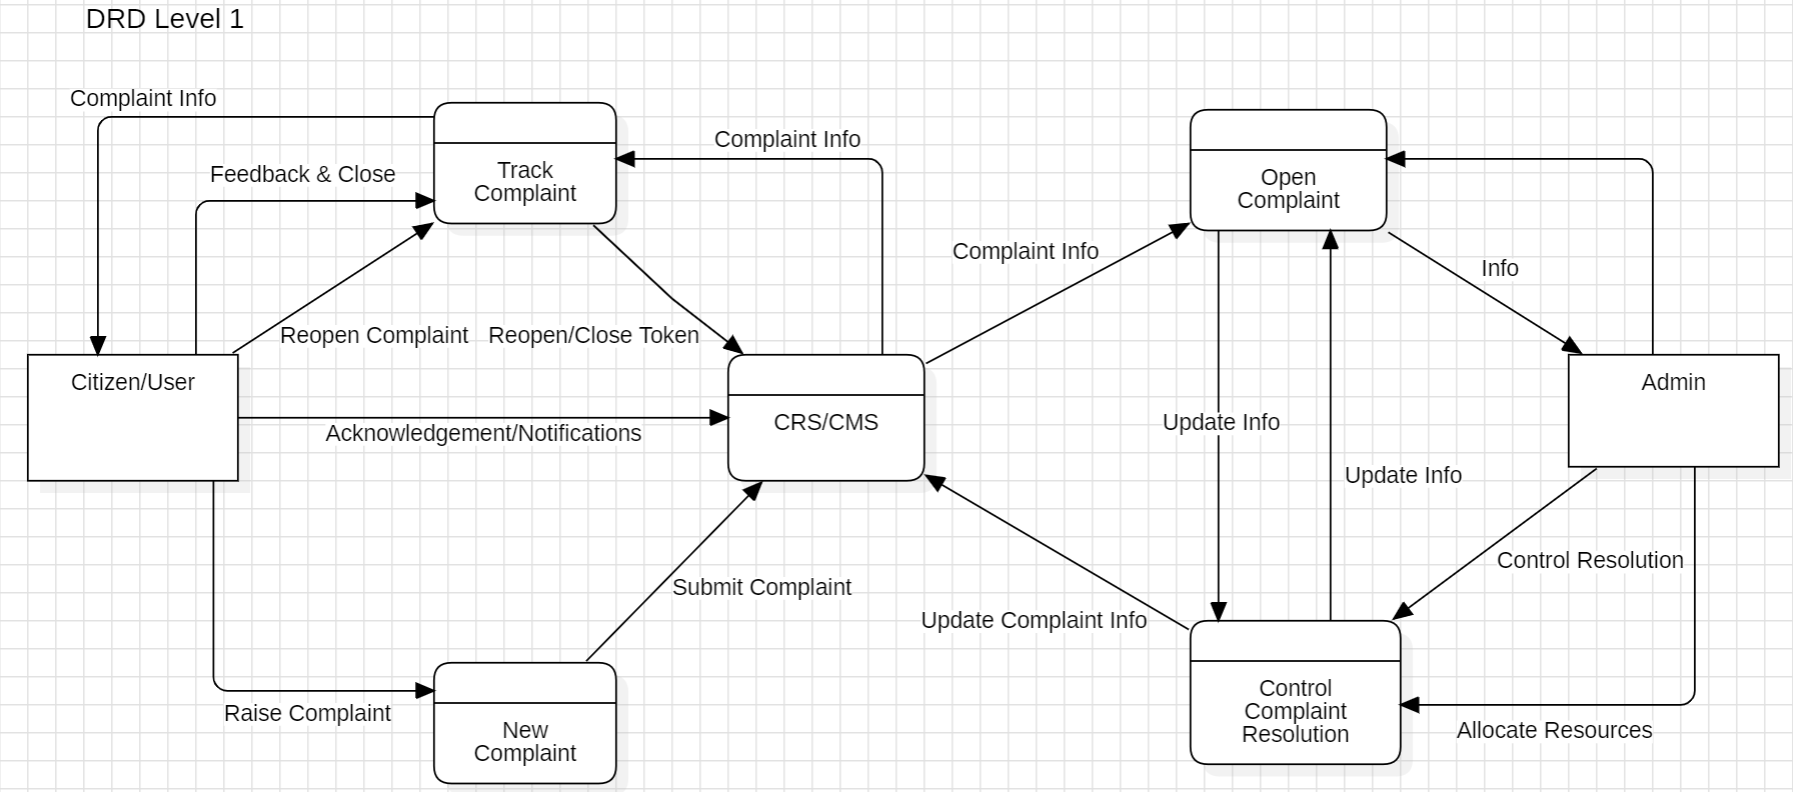 DRD Level 1
Complaint Info
Feedback & Close
Track
Complaint
Complaint Info
Open
Complaint
Complaint Info
Info
Reopen Complaint
Reopen/Close Token
Citizen/User
Acknowledgement/Notifications
CRS/CMS
Update Info
Update Info
Admin
Control Resolution
Submit Complaint
Update Complaint Info
Raise Complaint
New
Complaint
Control
Complaint
Resolution
Allocate Resources